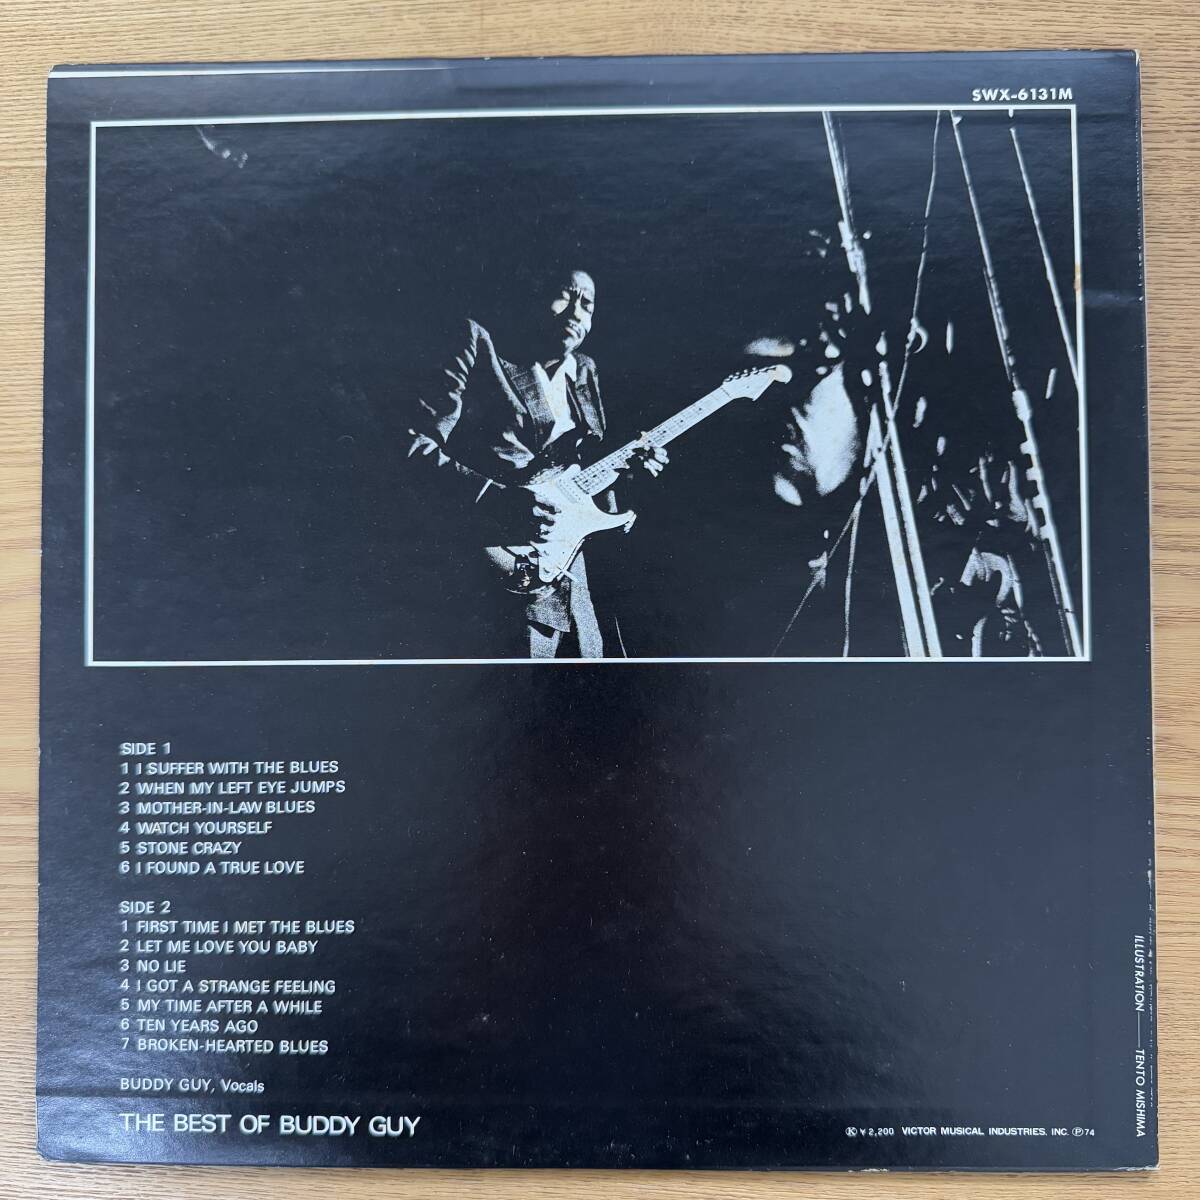 SWX-6131M
SIDE 1
1 I SUFFER WITH THE BLUES
2 WHEN MY LEFT EYE JUMPS
3 MOTHER-IN-LAW BLUES
4 WATCH YOURSELF
5 STONE CRAZY
6 I FOUND A TRUE LOVE
SIDE 2
1 FIRST TIME I MET THE BLUES
2 LET ME LOVE YOU BABY
3 NO LIE
4 I GOT A STRANGE FEELING
5 MY TIME AFTER A WHILE
6 TEN YEARS AGO
7 BROKEN-HEARTED BLUES
BUDDY GUY, Vocals
THE BEST OF BUDDY GUY
Ⓚ ¥ 2,200 VICTOR MUSICAL INDUSTRIES, INC. Ⓟ74
ILLUSTRATION——TENTO MISHIMA